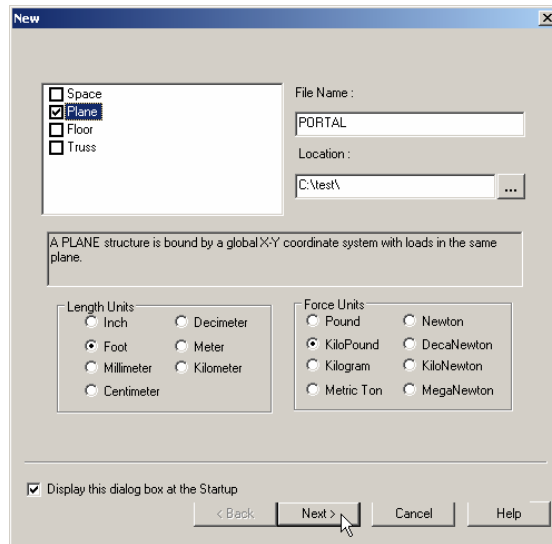 New
Space
Plane
Floor
Truss
File Name :
PORTAL
Location :
C:\test\
...
A PLANE structure is bound by a global X-Y coordinate system with loads in the same
plane.
Length Units
Inch
Decimeter
Foot
Meter
Millimeter
Kilometer
Centimeter
Force Units
Pound
Newton
KiloPound
DecaNewton
Kilogram
KiloNewton
Metric Ton
MegaNewton
Display this dialog box at the Startup
< Back
Next >
Cancel
Help